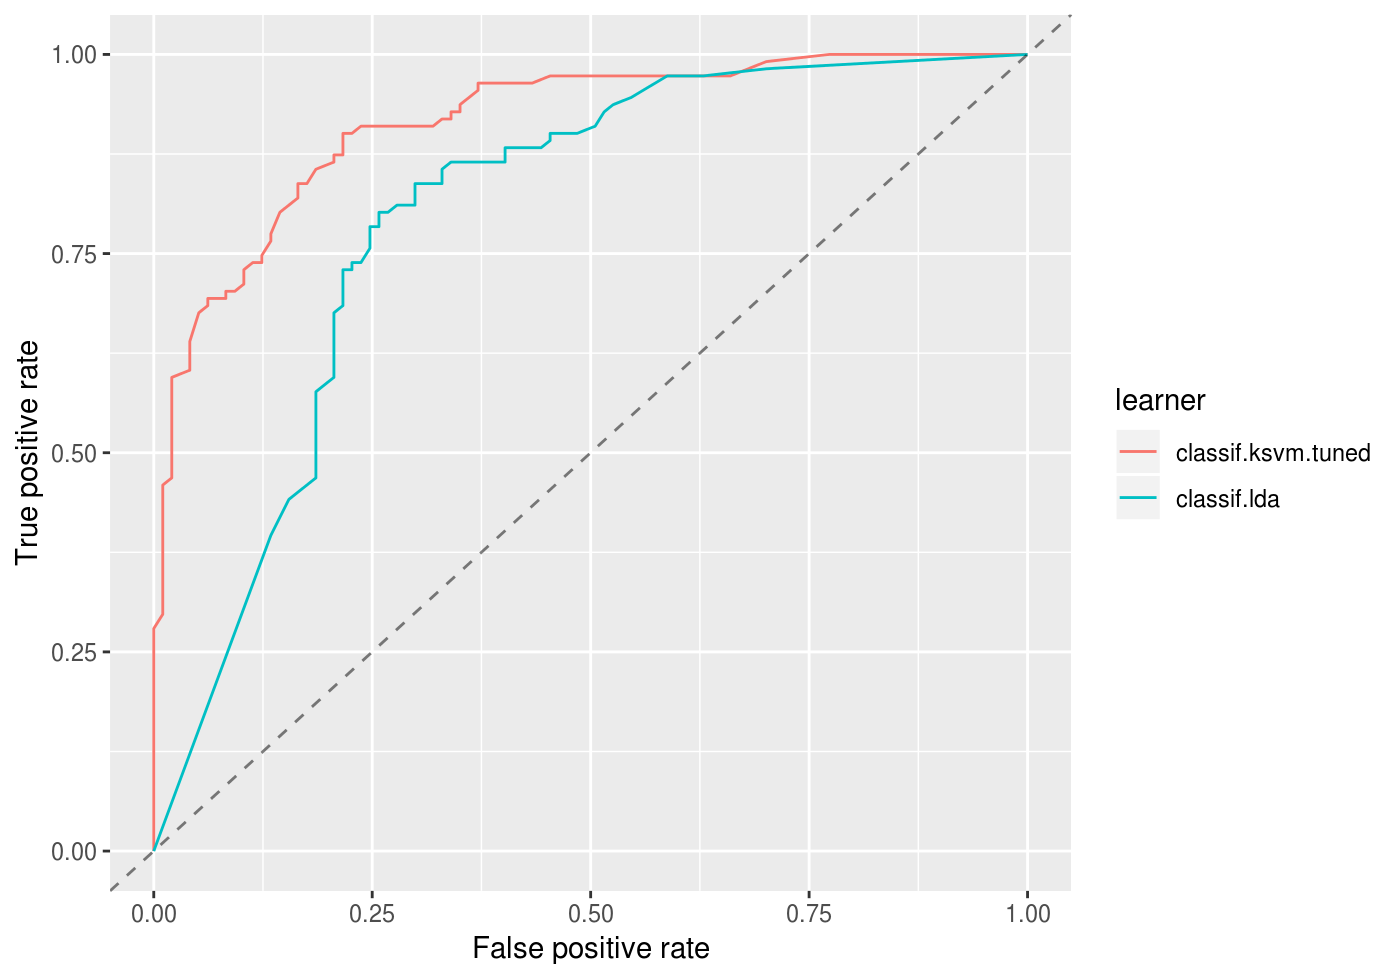 1.00
0.75
0.50
0.25
0.00
True positive rate
0.00 0.25 0.50 0.75 1.00
False positive rate
learner
classif.ksvm.tuned
classif.lda